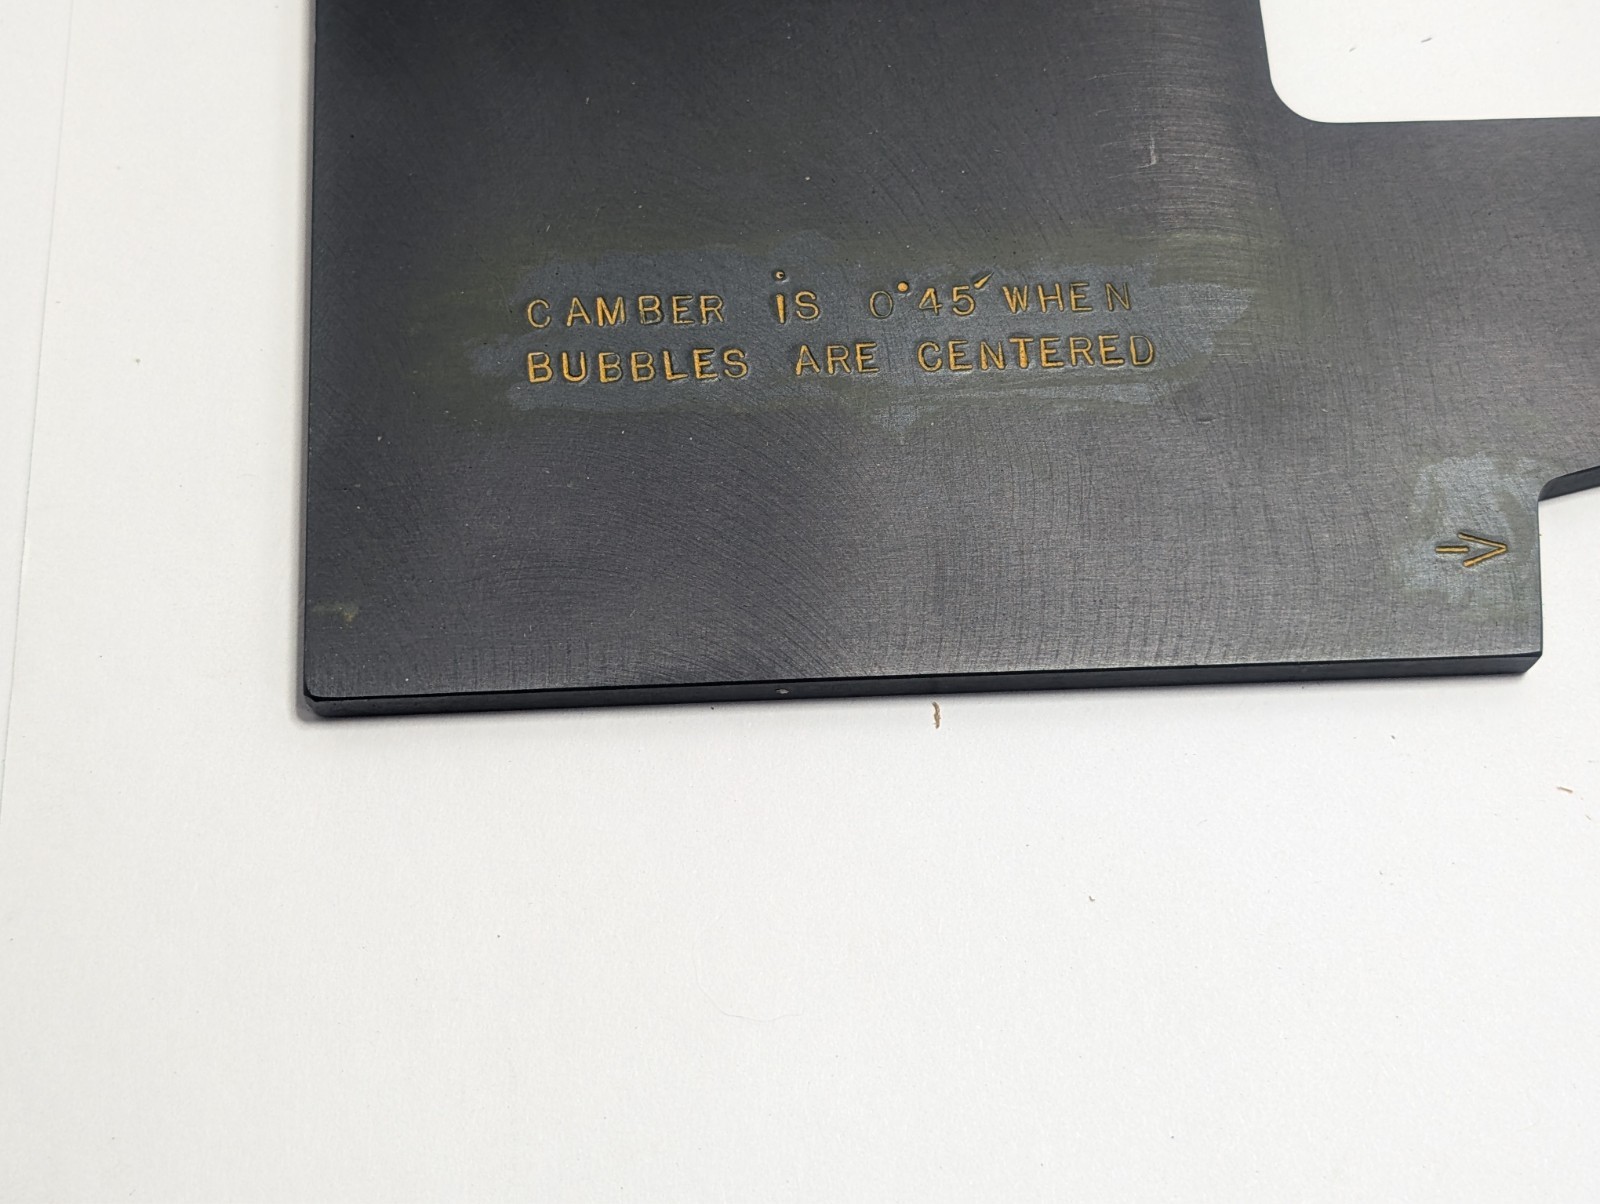 CAMBER iS 0°45′ WHEN
BUBBLES ARE CENTERED
→